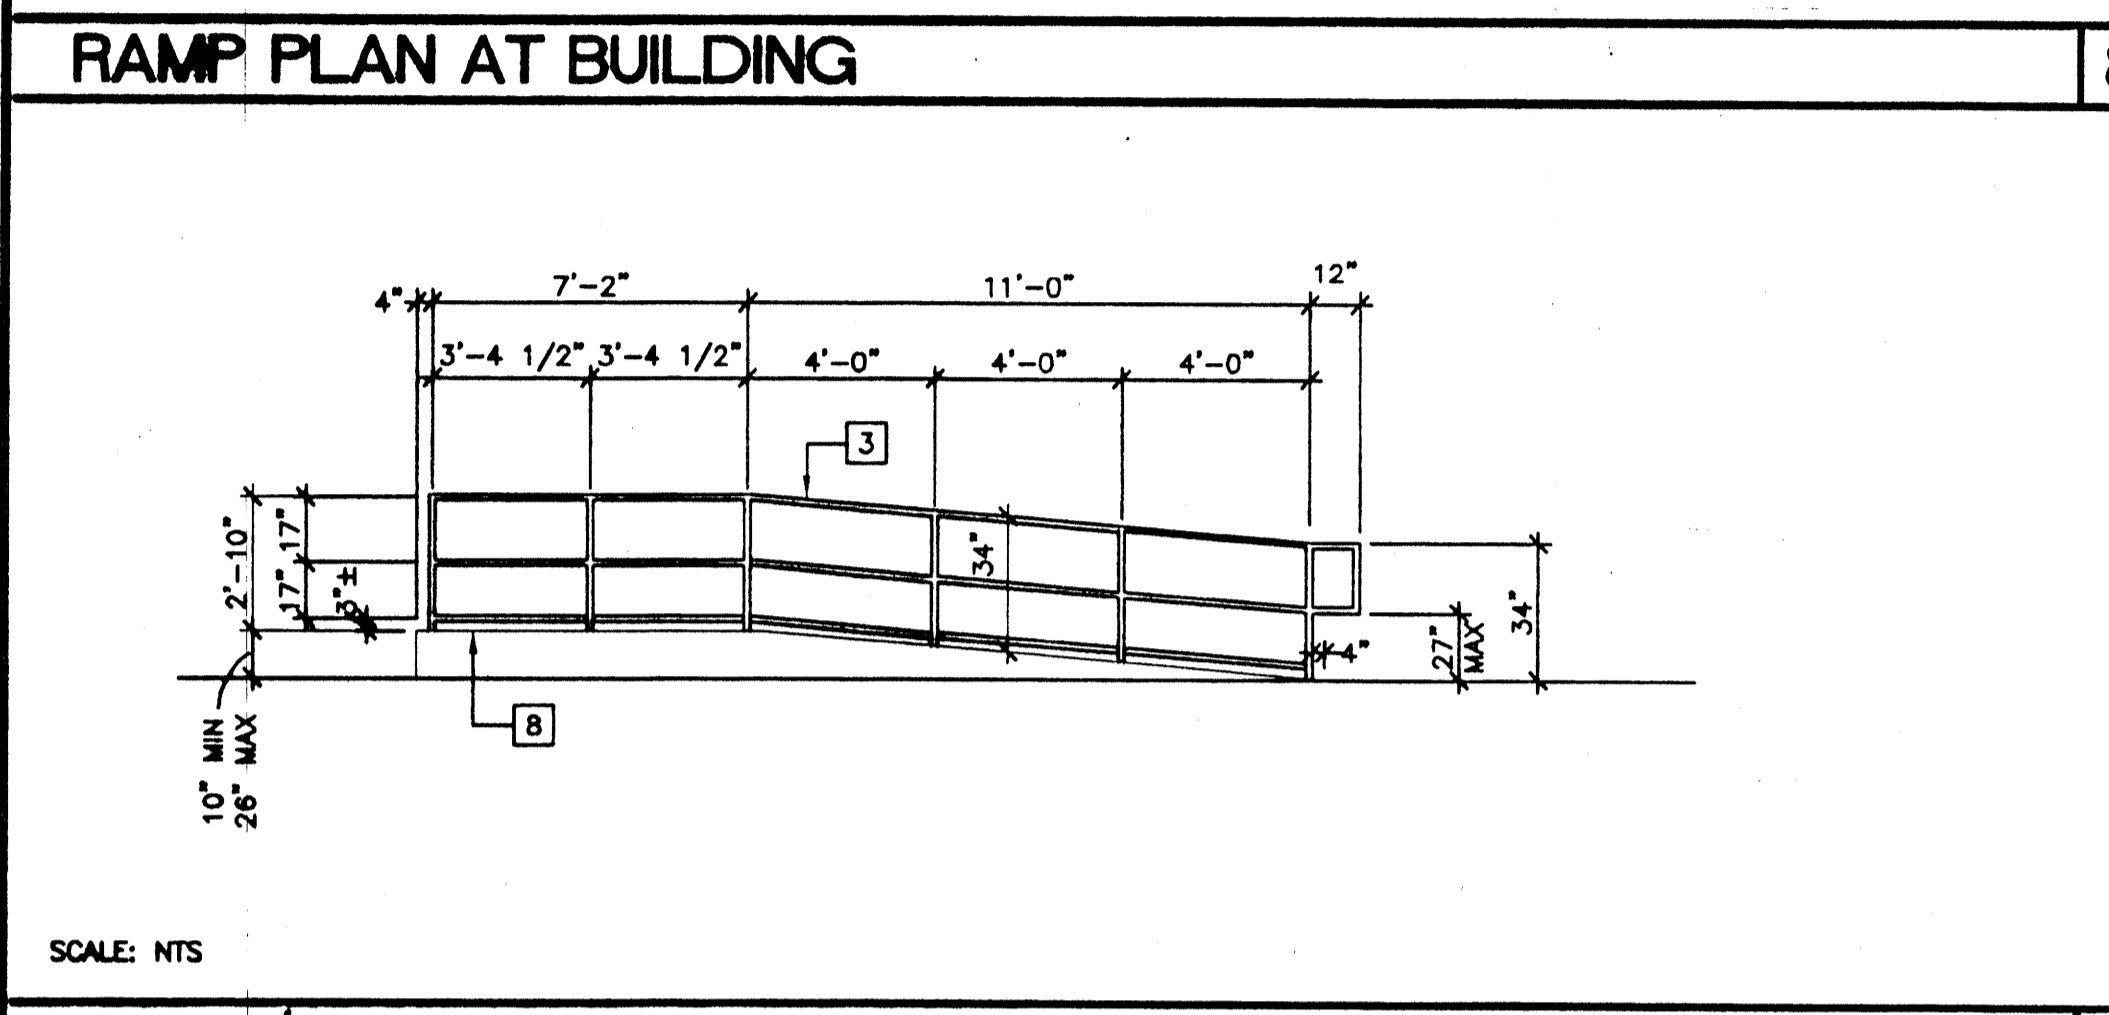 RAMP PLAN AT BUILDING
4" 7'-2" 11'-0" 12"
3'-4 1/2" 3'-4 1/2" 4'-0" 4'-0" 4'-0"
3
2'-10"
17"
17"
3"±
34"
34"
27"
MAX
4"
8
10" MIN
26" MAX
SCALE: NTS